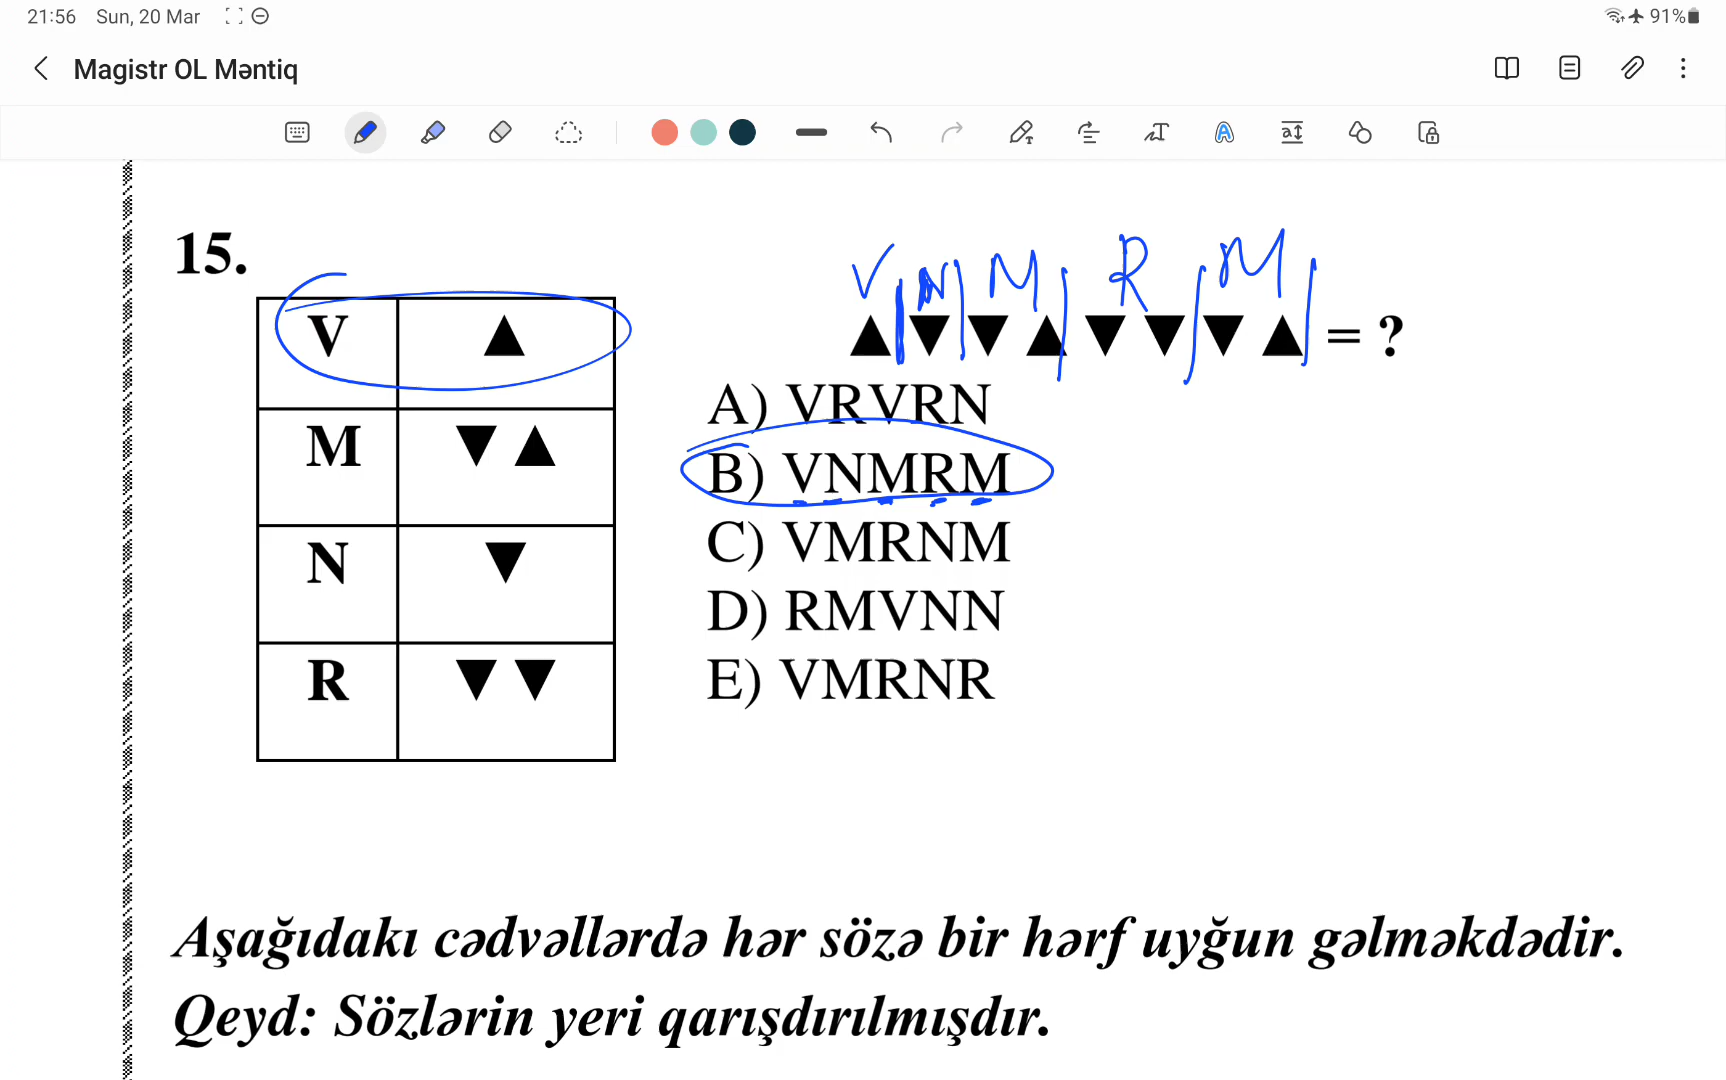 21:56 Sun, 20 Mar 91%
Magistr OL Məntiq
15.
V ▲
M ▼▲
N ▼
R ▼▼
V N M R M
▲▼▼▲▼▼▼▲ = ?
A) VRVRN
B) VNMRM
C) VMRNM
D) RMVNN
E) VMRNR
Aşağıdakı cədvəllərdə hər sözə bir hərf uyğun gəlməkdədir.
Qeyd: Sözlərin yeri qarışdırılmışdır.